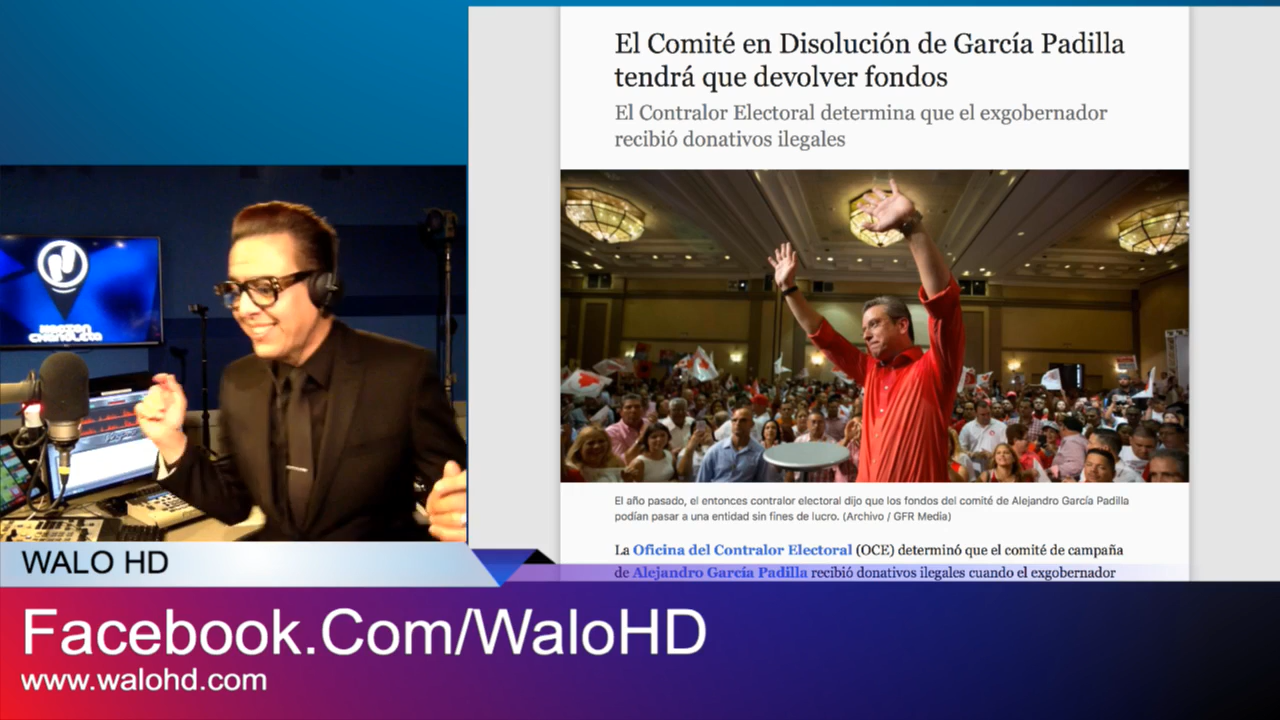 El Comité en Disolución de García Padilla
tendrá que devolver fondos
El Contralor Electoral determina que el exgobernador
recibió donativos ilegales
El año pasado, el entonces contralor electoral dijo que los fondos del comité de Alejandro García Padilla
podían pasar a una entidad sin fines de lucro. (Archivo / GFR Media)
La Oficina del Contralor Electoral (OCE) determinó que el comité de campaña
de Alejandro García Padilla recibió donativos ilegales cuando el exgobernador
WALO HD
Facebook.Com/WaloHD
www.walohd.com